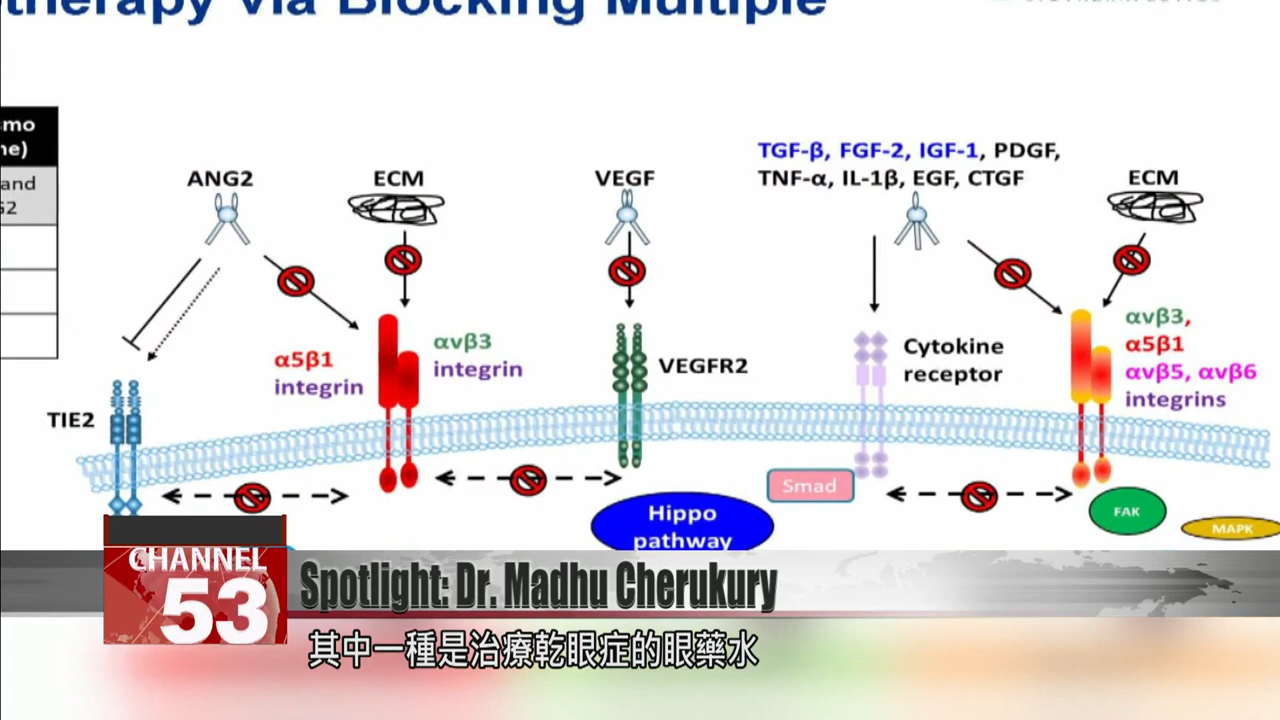 therapy via Blocking Multiple
TGF-β, FGF-2, IGF-1, PDGF,
TNF-α, IL-1β, EGF, CTGF
ANG2
ECM
VEGF
ECM
and
α5β1
integrin
αvβ3
integrin
VEGFR2
Cytokine
receptor
αvβ3,
α5β1
αvβ5, αvβ6
integrins
TIE2
Smad
Hippo
pathway
FAK
MAPK
CHANNEL
53
Spotlight: Dr. Madhu Cherukury
其中一種是治療乾眼症的眼藥水